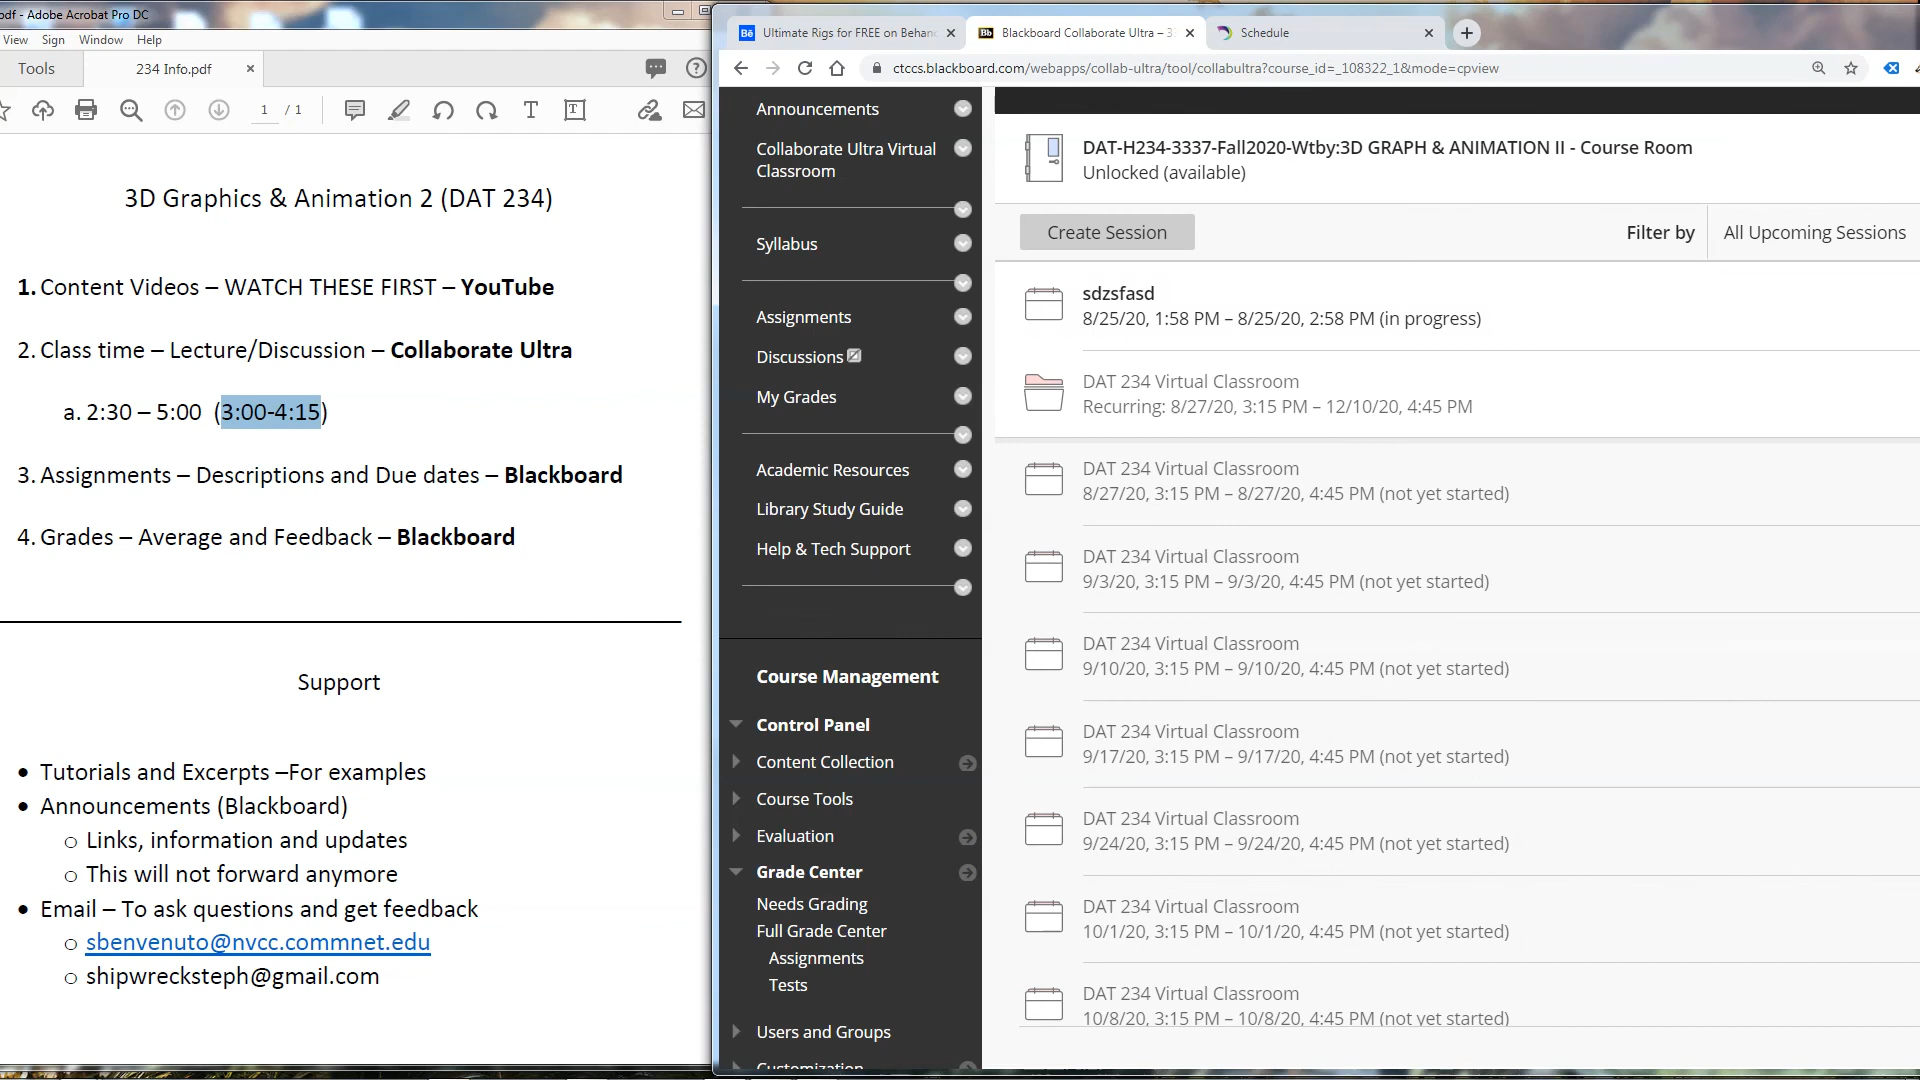 pdf - Adobe Acrobat Pro DC
View Sign Window Help
Tools
234 Info.pdf
1 / 1
3D Graphics & Animation 2 (DAT 234)
1. Content Videos – WATCH THESE FIRST – YouTube
2. Class time – Lecture/Discussion – Collaborate Ultra
a. 2:30 – 5:00 (3:00-4:15)
3. Assignments – Descriptions and Due dates – Blackboard
4. Grades – Average and Feedback – Blackboard
Support
• Tutorials and Excerpts –For examples
• Announcements (Blackboard)
o Links, information and updates
o This will not forward anymore
• Email – To ask questions and get feedback
o sbenvenuto@nvcc.commnet.edu
o shipwrecksteph@gmail.com
Bē Ultimate Rigs for FREE on Behanc
Bb Blackboard Collaborate Ultra – 3
Schedule
ctccs.blackboard.com/webapps/collab-ultra/tool/collabultra?course_id=_108322_1&mode=cpview
Announcements
Collaborate Ultra Virtual
Classroom
Syllabus
Assignments
Discussions
My Grades
Academic Resources
Library Study Guide
Help & Tech Support
Course Management
Control Panel
Content Collection
Course Tools
Evaluation
Grade Center
Needs Grading
Full Grade Center
Assignments
Tests
Users and Groups
Customization
DAT-H234-3337-Fall2020-Wtby:3D GRAPH & ANIMATION II - Course Room
Unlocked (available)
Create Session
Filter by
All Upcoming Sessions
sdzsfasd
8/25/20, 1:58 PM – 8/25/20, 2:58 PM (in progress)
DAT 234 Virtual Classroom
Recurring: 8/27/20, 3:15 PM – 12/10/20, 4:45 PM
DAT 234 Virtual Classroom
8/27/20, 3:15 PM – 8/27/20, 4:45 PM (not yet started)
DAT 234 Virtual Classroom
9/3/20, 3:15 PM – 9/3/20, 4:45 PM (not yet started)
DAT 234 Virtual Classroom
9/10/20, 3:15 PM – 9/10/20, 4:45 PM (not yet started)
DAT 234 Virtual Classroom
9/17/20, 3:15 PM – 9/17/20, 4:45 PM (not yet started)
DAT 234 Virtual Classroom
9/24/20, 3:15 PM – 9/24/20, 4:45 PM (not yet started)
DAT 234 Virtual Classroom
10/1/20, 3:15 PM – 10/1/20, 4:45 PM (not yet started)
DAT 234 Virtual Classroom
10/8/20, 3:15 PM – 10/8/20, 4:45 PM (not yet started)